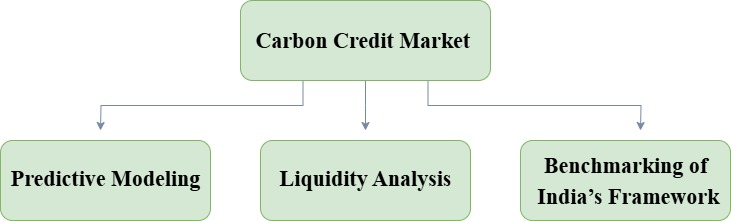 Carbon Credit Market
Predictive Modeling
Liquidity Analysis
Benchmarking of
India’s Framework